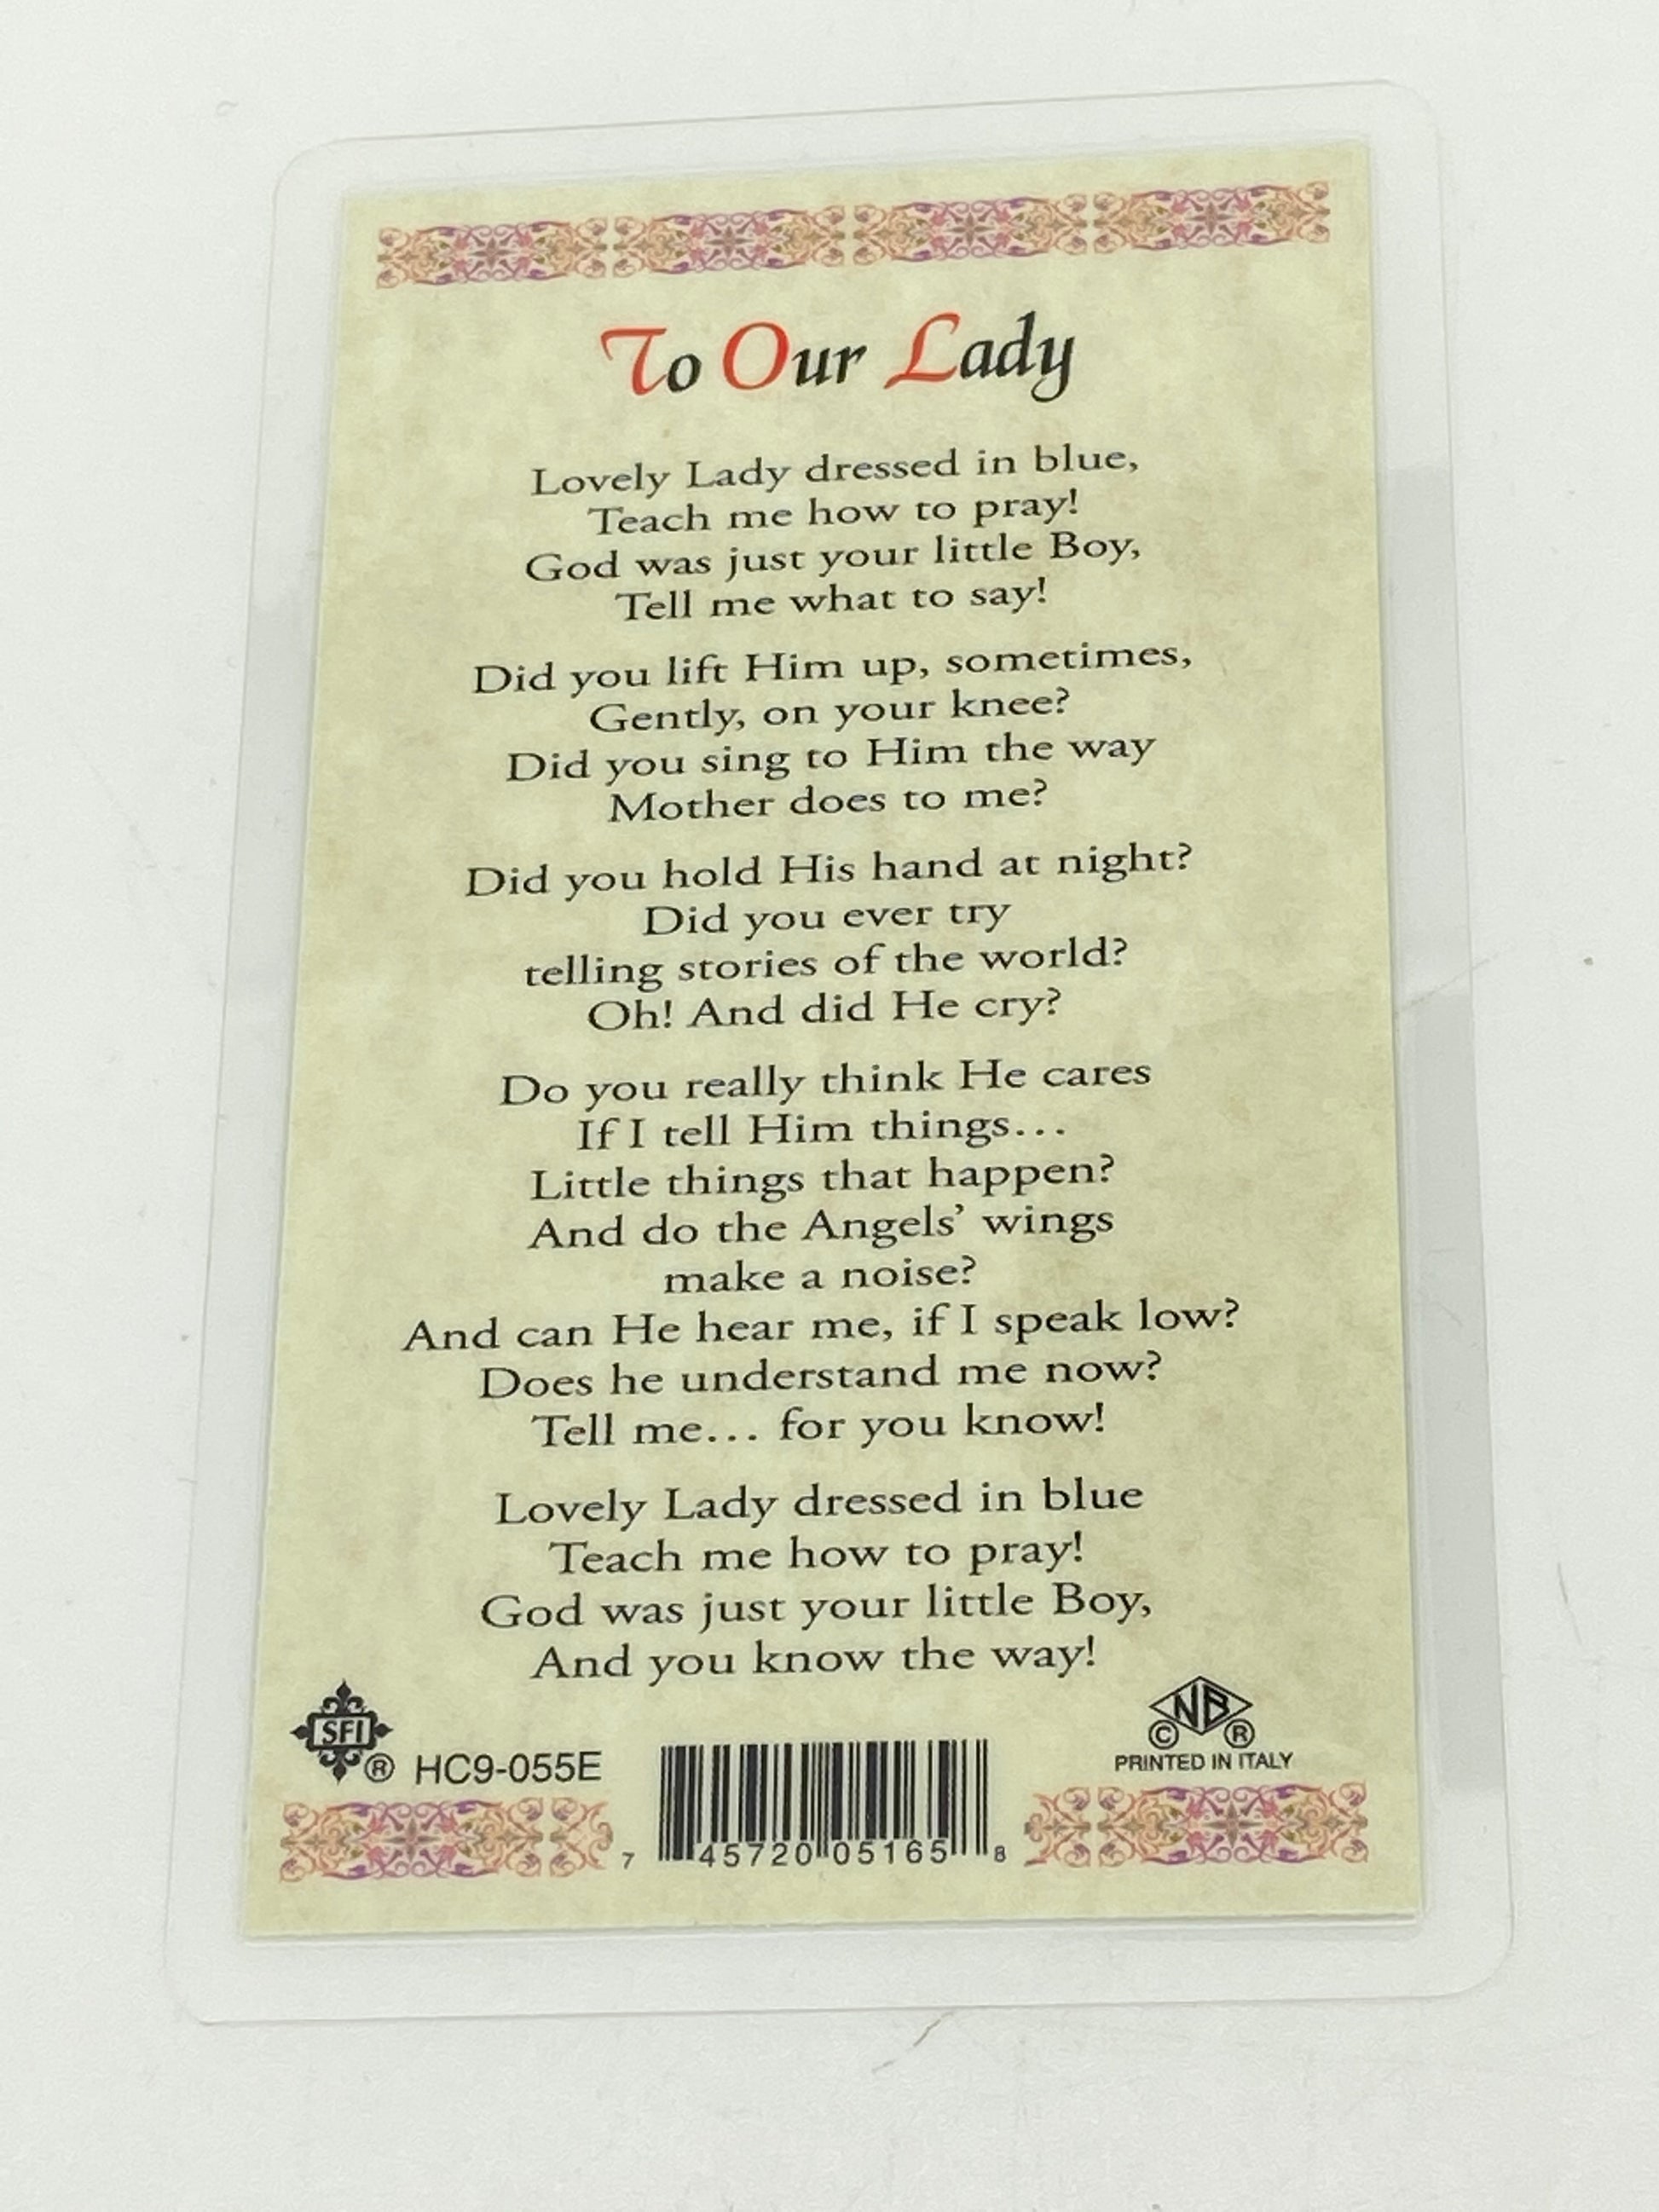 To Our Lady
Lovely Lady dressed in blue,
Teach me how to pray!
God was just your little Boy,
Tell me what to say!
Did you lift Him up, sometimes,
Gently, on your knee?
Did you sing to Him the way
Mother does to me?
Did you hold His hand at night?
Did you ever try
telling stories of the world?
Oh! And did He cry?
Do you really think He cares
If I tell Him things...
Little things that happen?
And do the Angels’ wings
make a noise?
And can He hear me, if I speak low?
Does he understand me now?
Tell me... for you know!
Lovely Lady dressed in blue
Teach me how to pray!
God was just your little Boy,
And you know the way!
SFI ® HC9-055E
NB
© ®
PRINTED IN ITALY
7 45720 05165 8